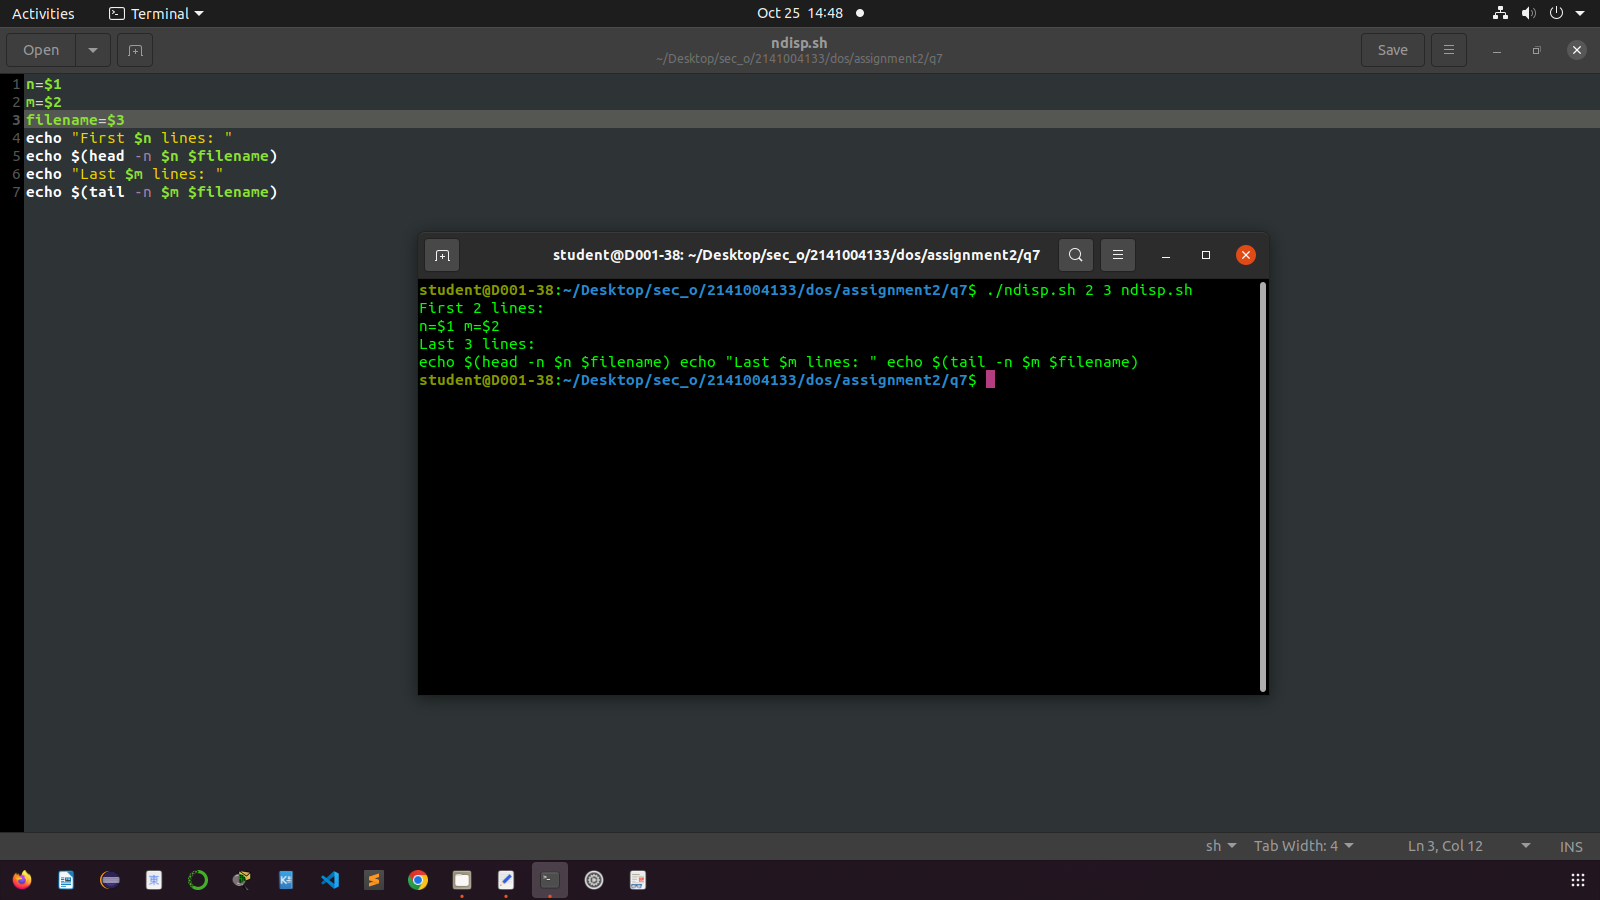 Activities Terminal Oct 25 14:48
Open ndisp.sh Save
~/Desktop/sec_o/2141004133/dos/assignment2/q7
1 n=$1
2 m=$2
3 filename=$3
4 echo "First $n lines: "
5 echo $(head -n $n $filename)
6 echo "Last $m lines: "
7 echo $(tail -n $m $filename)
student@D001-38: ~/Desktop/sec_o/2141004133/dos/assignment2/q7
student@D001-38:~/Desktop/sec_o/2141004133/dos/assignment2/q7$ ./ndisp.sh 2 3 ndisp.sh
First 2 lines:
n=$1 m=$2
Last 3 lines:
echo $(head -n $n $filename) echo "Last $m lines: " echo $(tail -n $m $filename)
student@D001-38:~/Desktop/sec_o/2141004133/dos/assignment2/q7$
sh Tab Width: 4 Ln 3, Col 12 INS